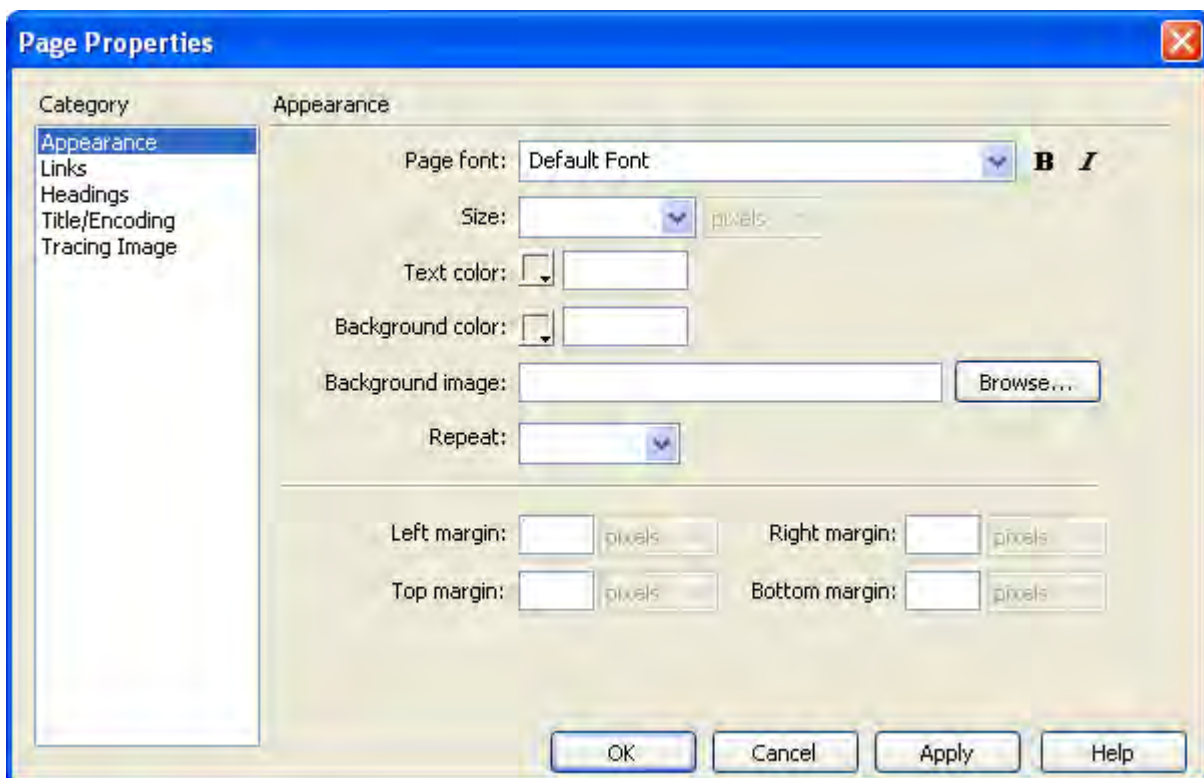 Page Properties
Category
Appearance
Links
Headings
Title/Encoding
Tracing Image
Appearance
Page font: Default Font B I
Size: pixels
Text color:
Background color:
Background image: Browse...
Repeat:
Left margin: pixels Right margin: pixels
Top margin: pixels Bottom margin: pixels
OK Cancel Apply Help